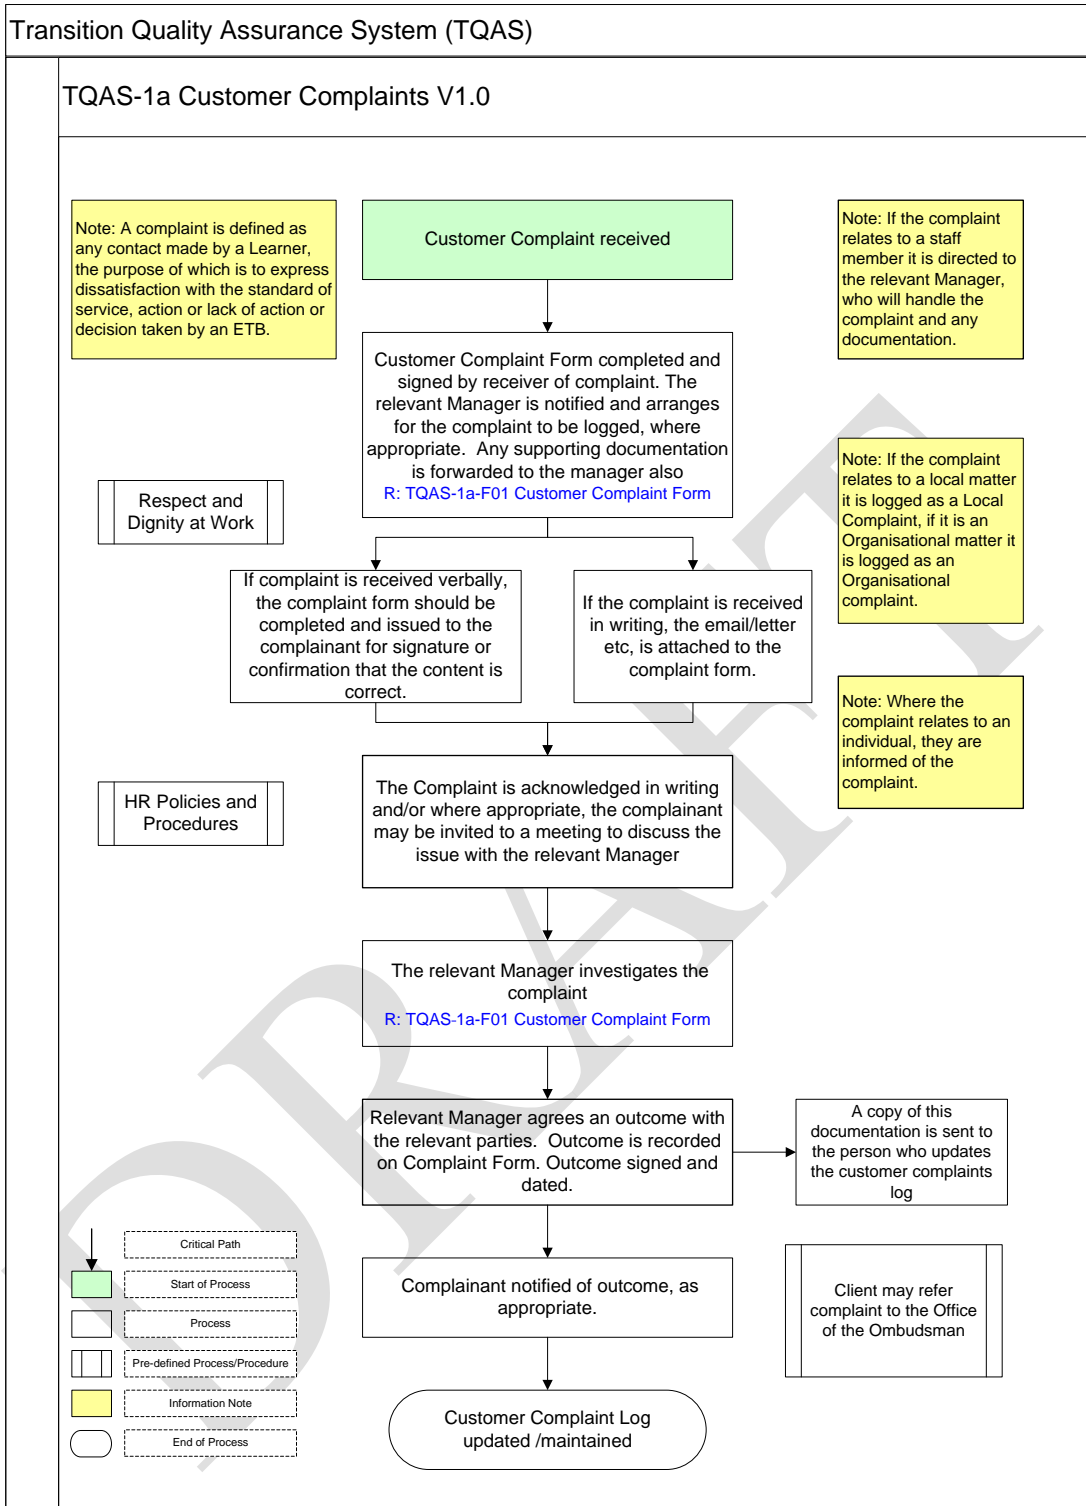 Transition Quality Assurance System (TQAS)
TQAS-1a Customer Complaints V1.0
Note: A complaint is defined as
any contact made by a Learner,
the purpose of which is to express
dissatisfaction with the standard of
service, action or lack of action or
decision taken by an ETB.
Customer Complaint received
Note: If the complaint
relates to a staff
member it is directed to
the relevant Manager,
who will handle the
complaint and any
documentation.
Customer Complaint Form completed and
signed by receiver of complaint. The
relevant Manager is notified and arranges
for the complaint to be logged, where
appropriate.  Any supporting documentation
is forwarded to the manager also
R: TQAS-1a-F01 Customer Complaint Form
Note: If the complaint
relates to a local matter
it is logged as a Local
Complaint, if it is an
Organisational matter it
is logged as an
Organisational
complaint.
Respect and
Dignity at Work
If complaint is received verbally,
the complaint form should be
completed and issued to the
complainant for signature or
confirmation that the content is
correct.
If the complaint is received
in writing, the email/letter
etc, is attached to the
complaint form.
Note: Where the
complaint relates to an
individual, they are
informed of the
complaint.
HR Policies and
Procedures
The Complaint is acknowledged in writing
and/or where appropriate, the complainant
may be invited to a meeting to discuss the
issue with the relevant Manager
The relevant Manager investigates the
complaint
R: TQAS-1a-F01 Customer Complaint Form
Relevant Manager agrees an outcome with
the relevant parties.  Outcome is recorded
on Complaint Form. Outcome signed and
dated.
A copy of this
documentation is sent to
the person who updates
the customer complaints
log
Complainant notified of outcome, as
appropriate.
Client may refer
complaint to the Office
of the Ombudsman
Customer Complaint Log
updated /maintained
Critical Path
Start of Process
Process
Pre-defined Process/Procedure
Information Note
End of Process
DRAFT